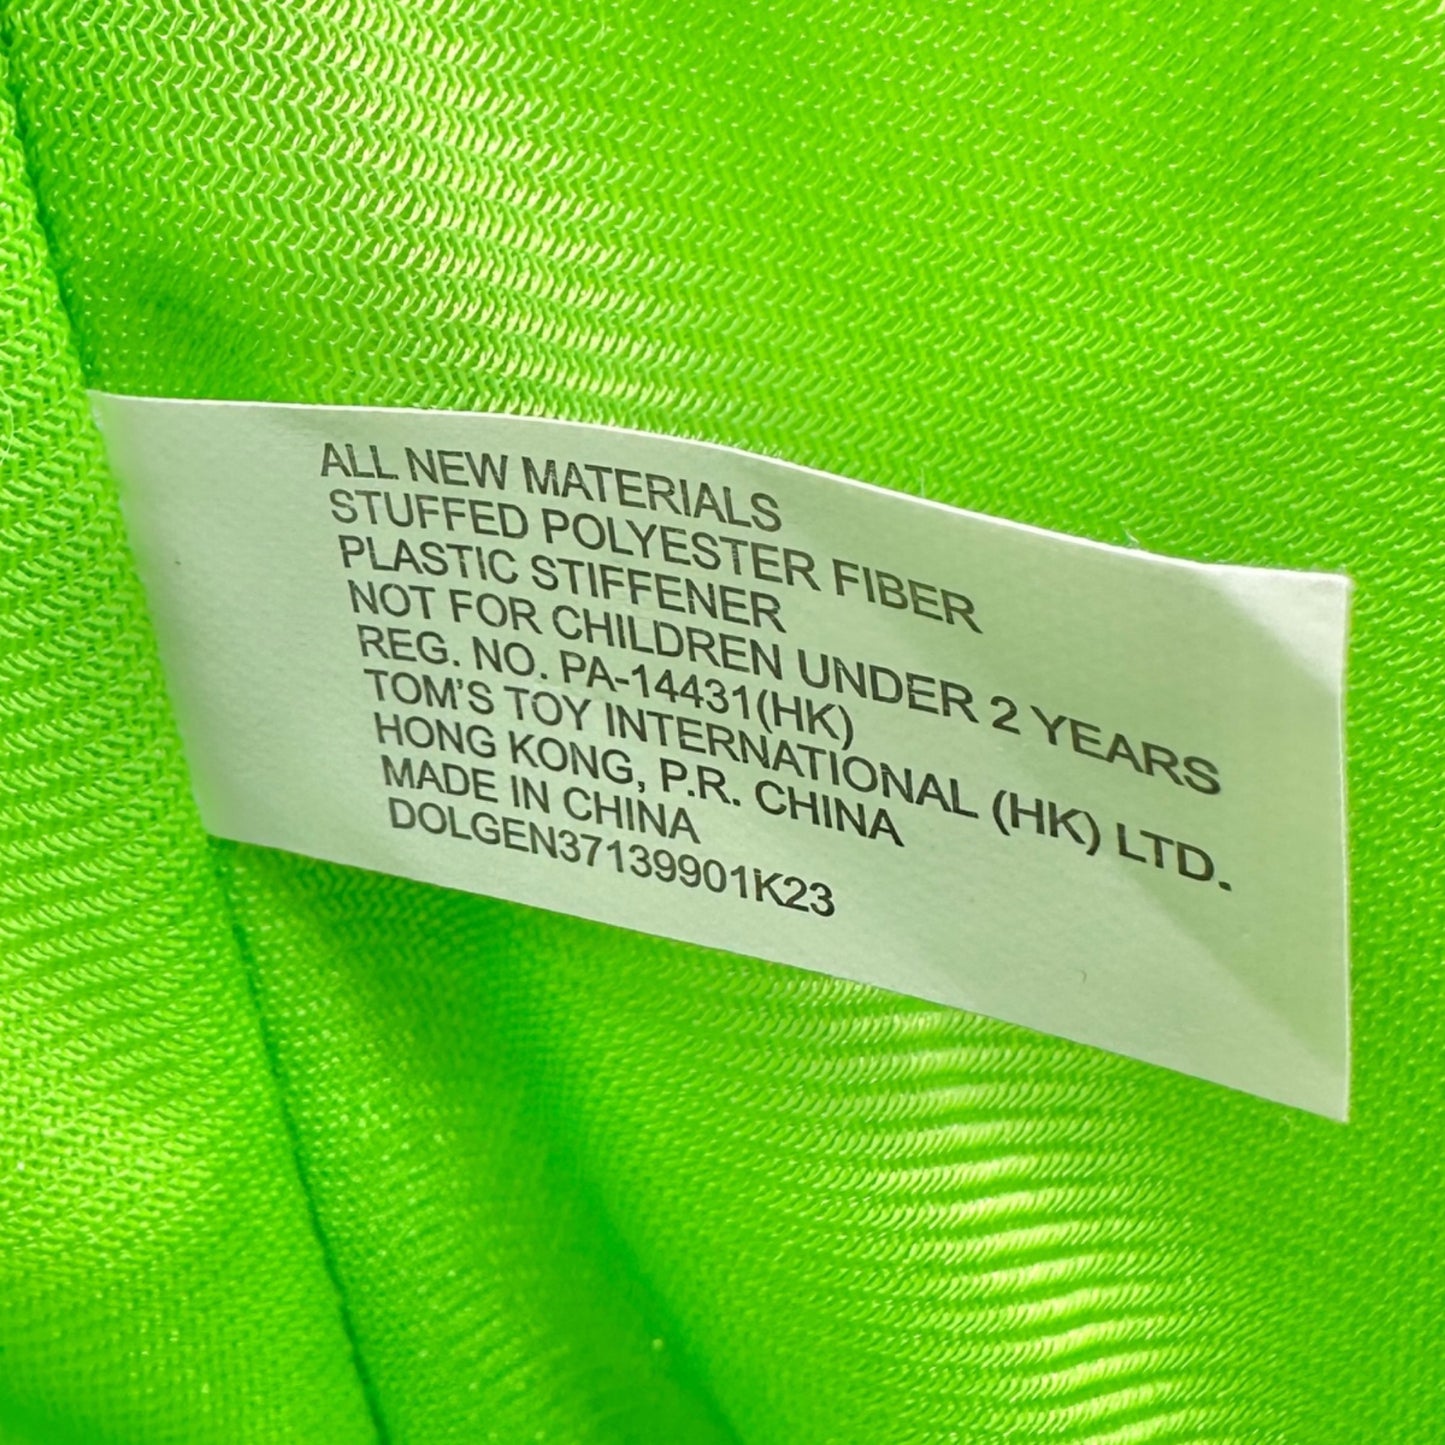 ALL NEW MATERIALS
STUFFED POLYESTER FIBER
PLASTIC STIFFENER
NOT FOR CHILDREN UNDER 2 YEARS
REG. NO. PA-14431(HK)
TOM'S TOY INTERNATIONAL (HK) LTD.
HONG KONG, P.R. CHINA
MADE IN CHINA
DOLGEN37139901K23